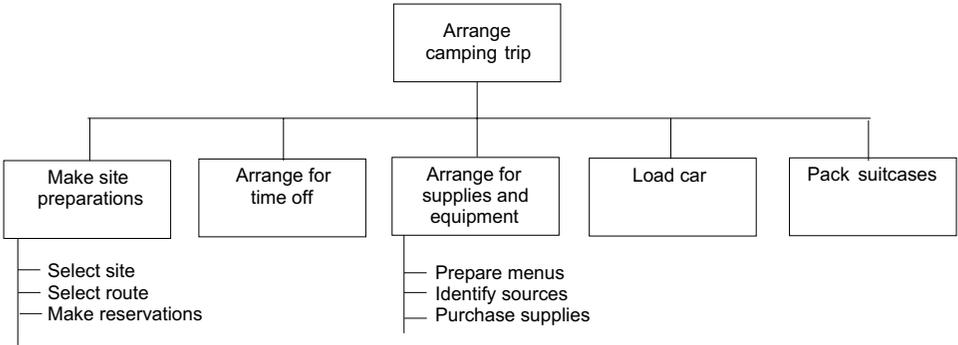 Arrange
camping trip
Make site
preparations
Arrange for
time off
Arrange for
supplies and
equipment
Load car
Pack suitcases
Select site
Select route
Make reservations
Prepare menus
Identify sources
Purchase supplies